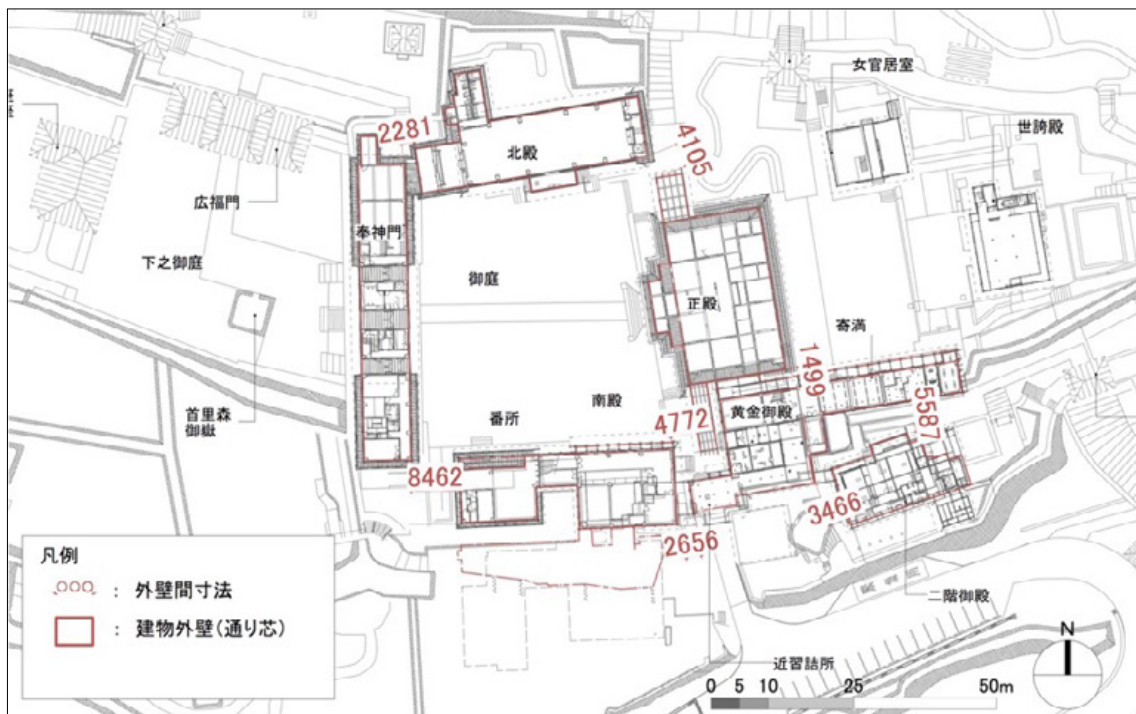 女官居室
世誇殿
2281
北殿
4105
広福門
奉神門
下之御庭
御庭
正殿
寄満
1499
首里森
御嶽
番所
南殿
4772
黄金御殿
5587
8462
3466
2656
凡例
○○○ : 外壁間寸法
: 建物外壁(通り芯)
二階御殿
近習詰所
N
0 5 10 25 50m